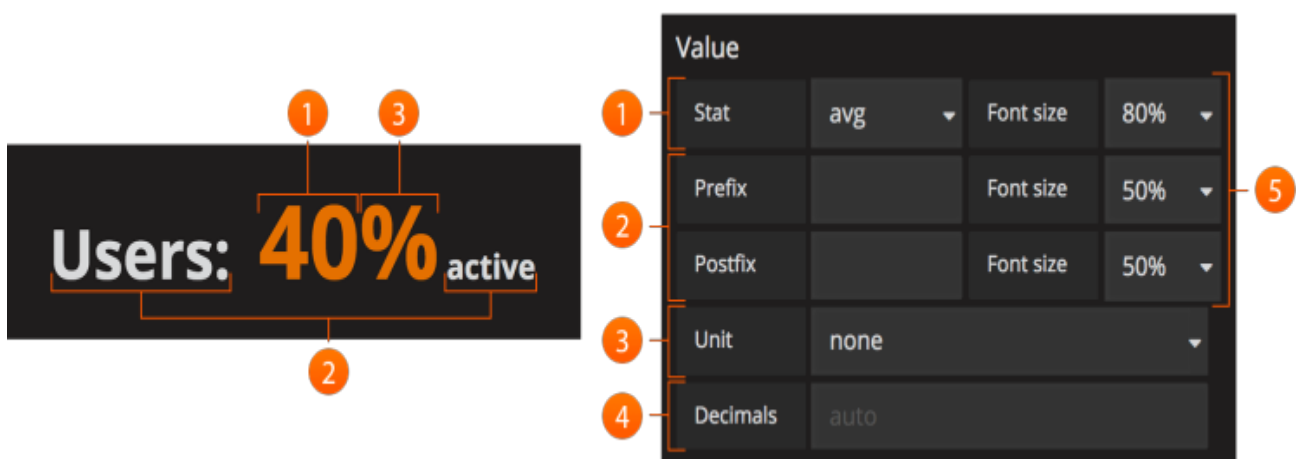 1 3
Users: 40% active
2
Value
1 Stat avg Font size 80%
2 Prefix Font size 50%
Postfix Font size 50%
5
3 Unit none
4 Decimals auto